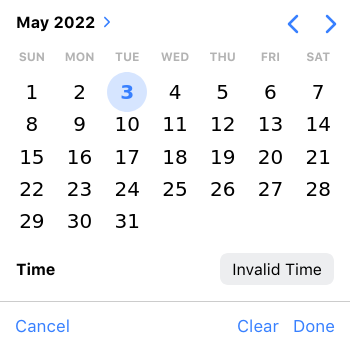 May 2022
SUN MON TUE WED THU FRI SAT
1 2 3 4 5 6 7
8 9 10 11 12 13 14
15 16 17 18 19 20 21
22 23 24 25 26 27 28
29 30 31
Time Invalid Time
Cancel Clear Done